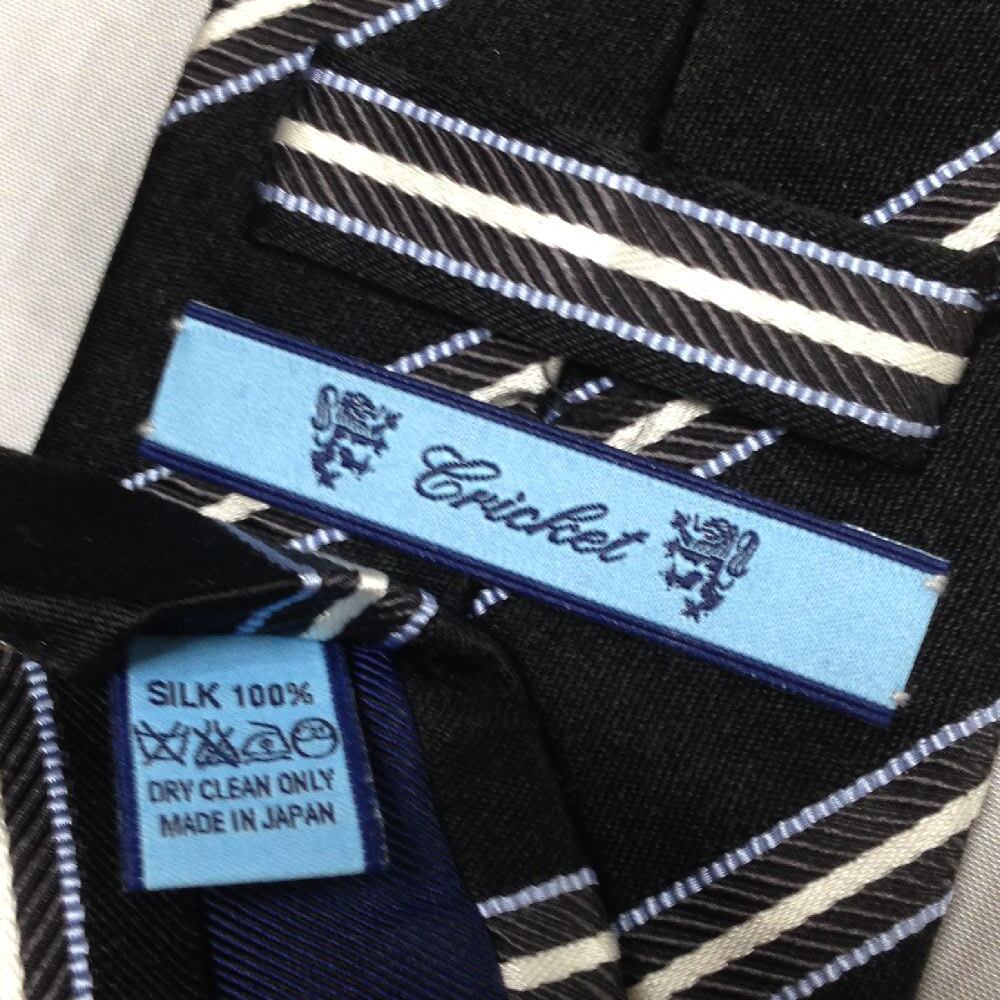 Cricket
SILK 100%
DRY CLEAN ONLY
MADE IN JAPAN